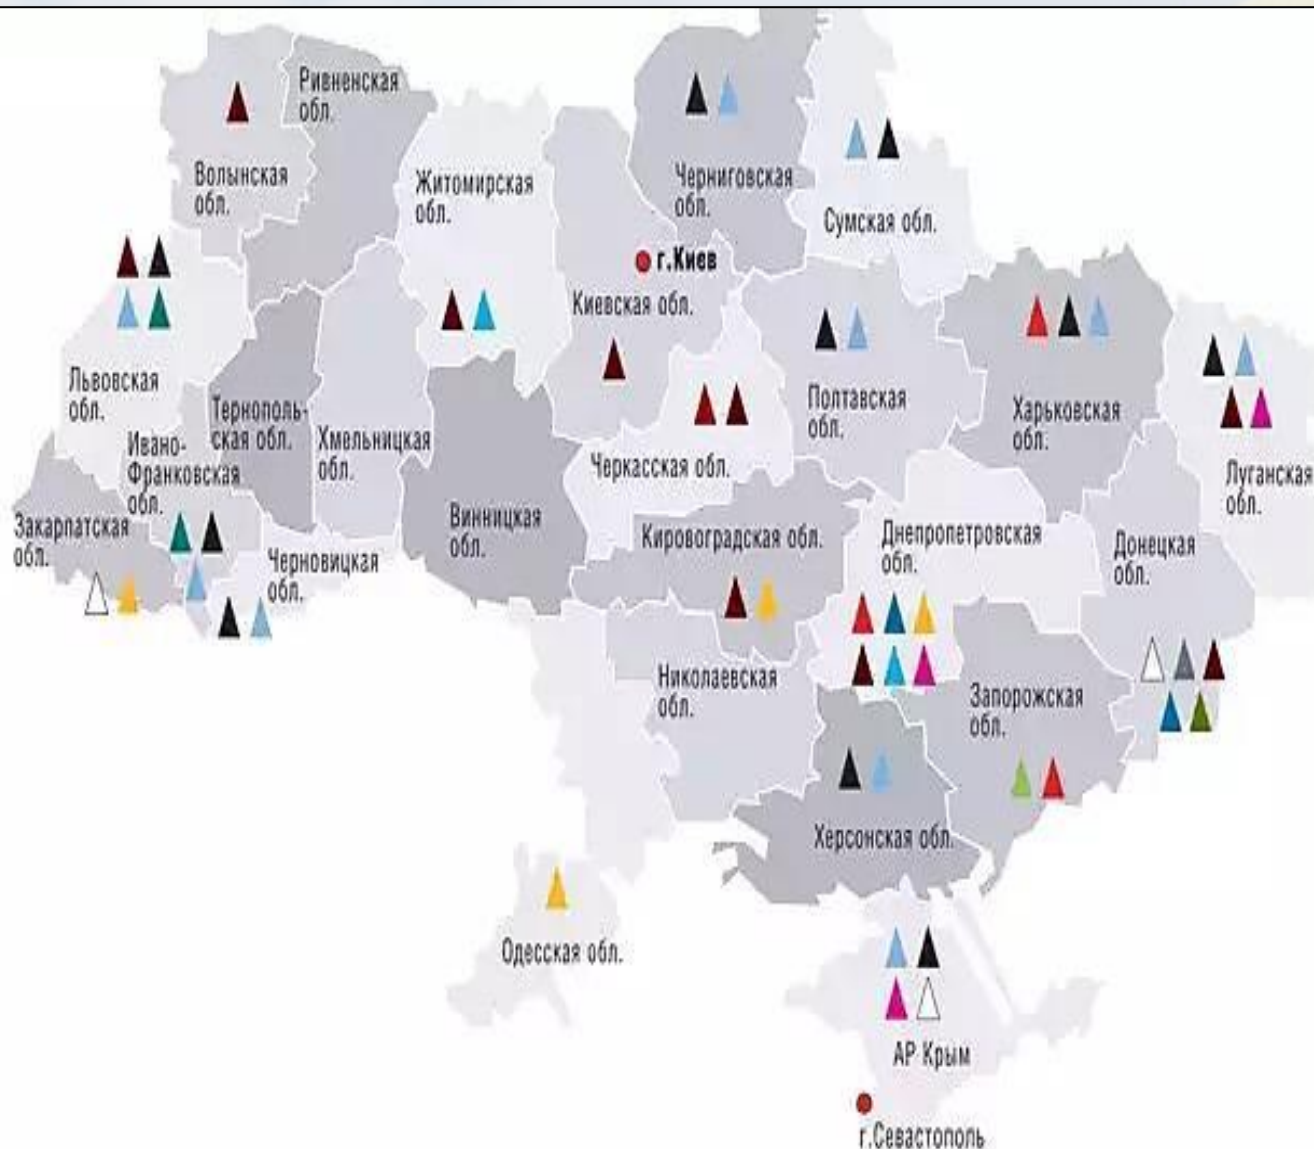 Ривненская
обл.
Волынская
обл.
Житомирская
обл.
Черниговская
обл.
Сумская обл.
г.Киев
Киевская обл.
Львовская
обл.
Тернополь-
ская обл.
Хмельницкая
обл.
Ивано-
Франковская
обл.
Полтавская
обл.
Харьковская
обл.
Луганская
обл.
Черкасская обл.
Закарпатская
обл.
Черновицкая
обл.
Винницкая
обл.
Кировоградская обл.
Днепропетровская
обл.
Донецкая
обл.
Николаевская
обл.
Запорожская
обл.
Херсонская обл.
Одесская обл.
АР Крым
г.Севастополь